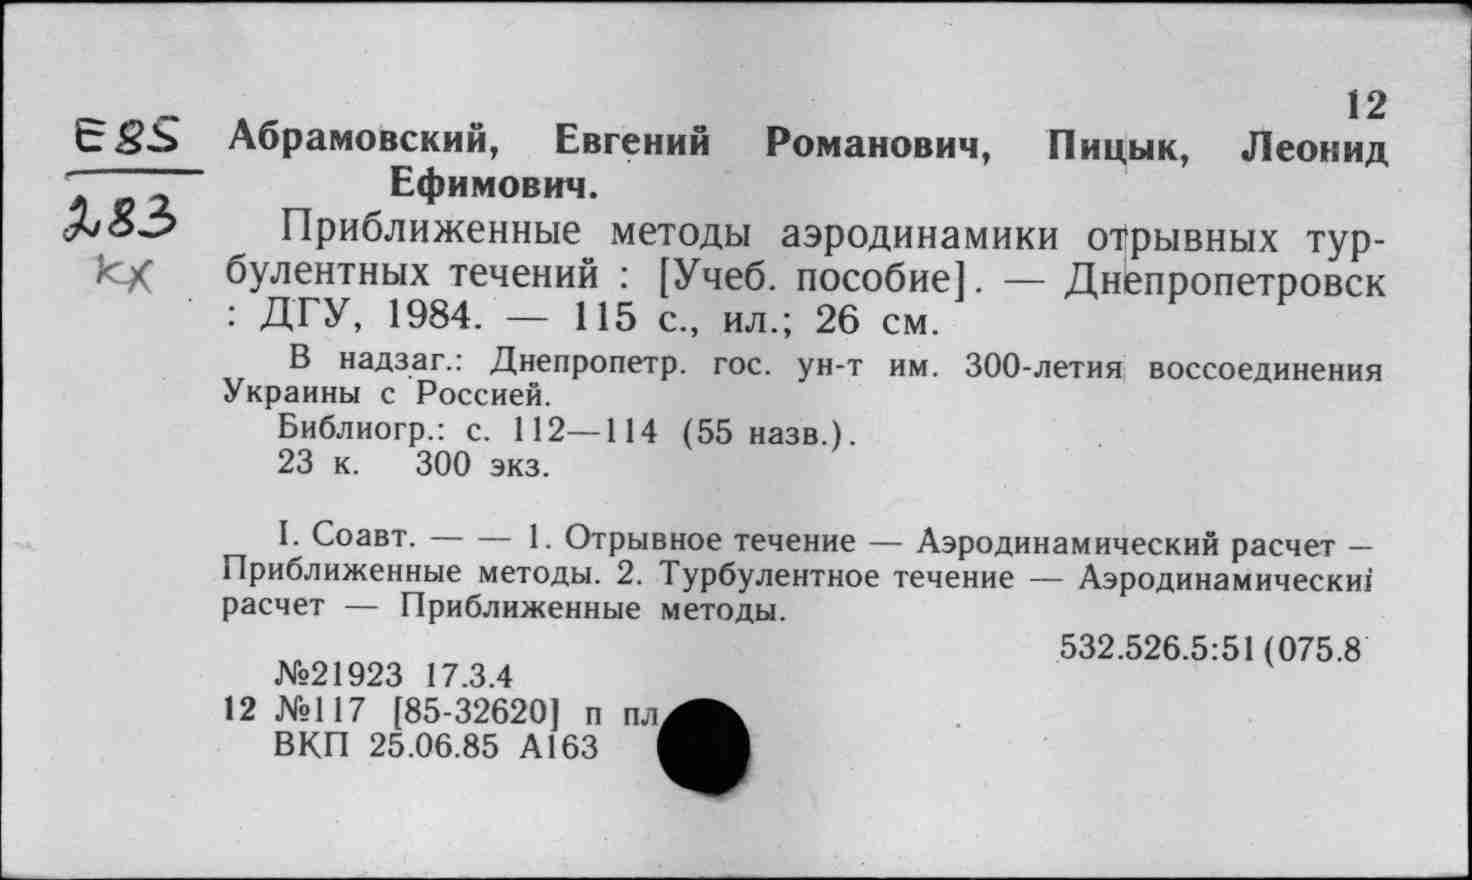 12
Е85 Абрамовский, Евгений Романович, Пицык, Леонид
283 Ефимович.
Приближенные методы аэродинамики отрывных тур-
кх булентных течений : [Учеб. пособие]. — Днепропетровск
: ДГУ, 1984. — 115 с., ил.; 26 см.
В надзаг.: Днепропетр. гос. ун-т им. 300-летия воссоединения
Украины с Россией.
Библиогр.: с. 112—114 (55 назв.).
23 к. 300 экз.
I. Соавт. — — 1. Отрывное течение — Аэродинамический расчет —
Приближенные методы. 2. Турбулентное течение — Аэродинамический
расчет — Приближенные методы.
532.526.5:51(075.8
№21923 17.3.4
12 №117 [85-32620] п пл
ВКП 25.06.85 А163